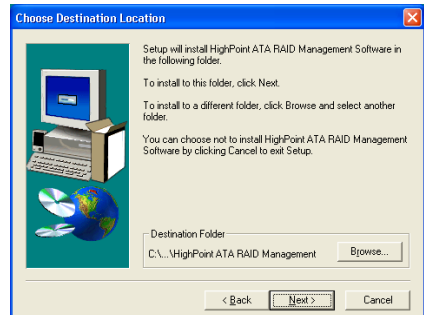 Choose Destination Location
Setup will install HighPoint ATA RAID Management Software in
the following folder.
To install to this folder, click Next.
To install to a different folder, click Browse and select another
folder.
You can choose not to install HighPoint ATA RAID Management
Software by clicking Cancel to exit Setup.
Destination Folder
C:\...\HighPoint ATA RAID Management
Browse...
< Back
Next >
Cancel